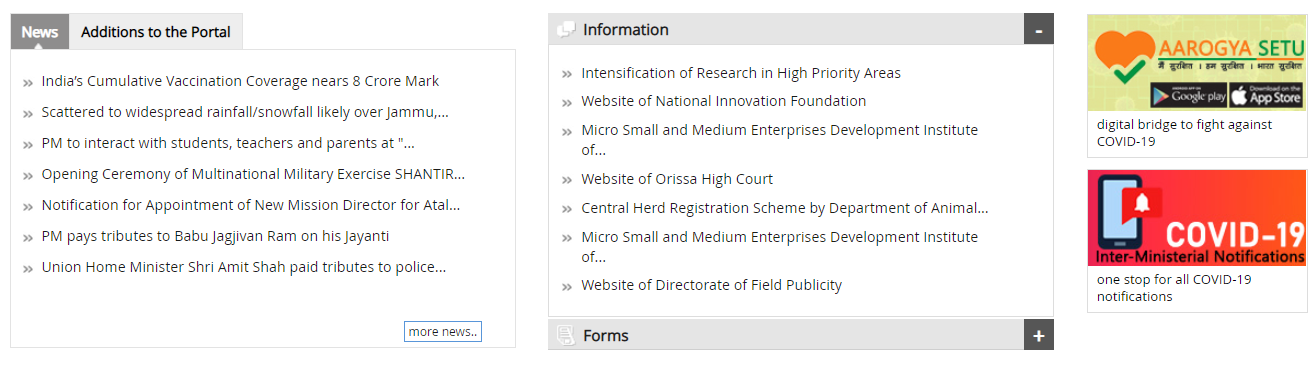 News
Additions to the Portal
India's Cumulative Vaccination Coverage nears 8 Crore Mark
Scattered to widespread rainfall/snowfall likely over Jammu,...
PM to interact with students, teachers and parents at "...
Opening Ceremony of Multinational Military Exercise SHANTIR...
Notification for Appointment of New Mission Director for Atal...
PM pays tributes to Babu Jagjivan Ram on his Jayanti
Union Home Minister Shri Amit Shah paid tributes to police...
more news..
Information
-
Intensification of Research in High Priority Areas
Website of National Innovation Foundation
Micro Small and Medium Enterprises Development Institute
of...
Website of Orissa High Court
Central Herd Registration Scheme by Department of Animal...
Micro Small and Medium Enterprises Development Institute
of...
Website of Directorate of Field Publicity
Forms
+
AAROGYA SETU
मैं सुरक्षित । हम सुरक्षित । भारत सुरक्षित
ANDROID APP ON
Google play
Download on the
App Store
digital bridge to fight against
COVID-19
COVID-19
Inter-Ministerial Notifications
one stop for all COVID-19
notifications